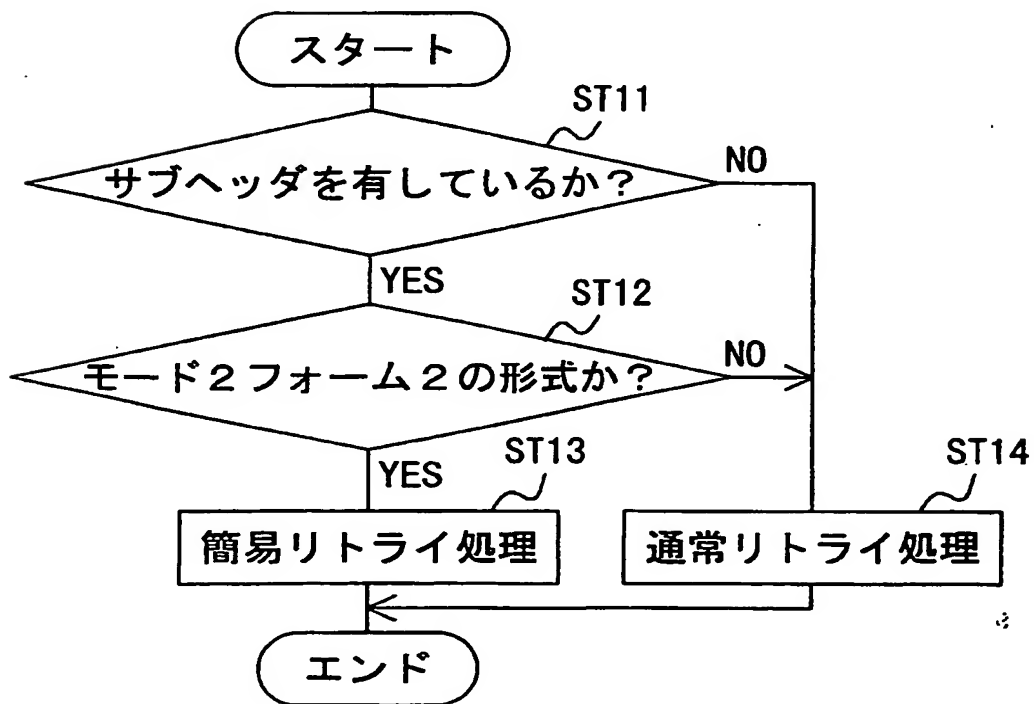 スタート
ST11
サブヘッダを有しているか?
NO
YES
ST12
モード2フォーム2の形式か?
NO
YES
ST13
ST14
簡易リトライ処理
通常リトライ処理
エンド